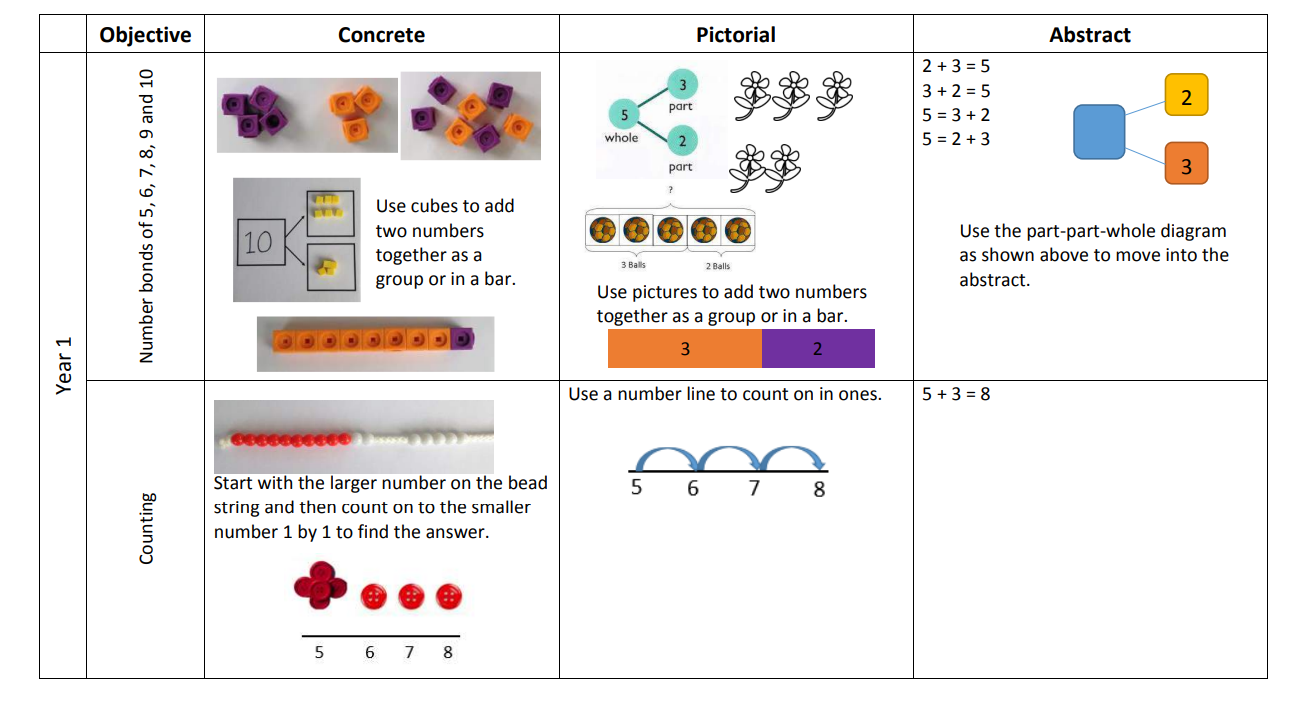 Objective
Concrete
Pictorial
Abstract
Year 1
Number bonds of 5, 6, 7, 8, 9 and 10
10
Use cubes to add
two numbers
together as a
group or in a bar.
3
part
5
whole
2
part
?
3 Balls
2 Balls
Use pictures to add two numbers
together as a group or in a bar.
3
2
2 + 3 = 5
3 + 2 = 5
5 = 3 + 2
5 = 2 + 3
2
3
Use the part-part-whole diagram
as shown above to move into the
abstract.
Counting
Start with the larger number on the bead
string and then count on to the smaller
number 1 by 1 to find the answer.
5 6 7 8
Use a number line to count on in ones.
5 6 7 8
5 + 3 = 8